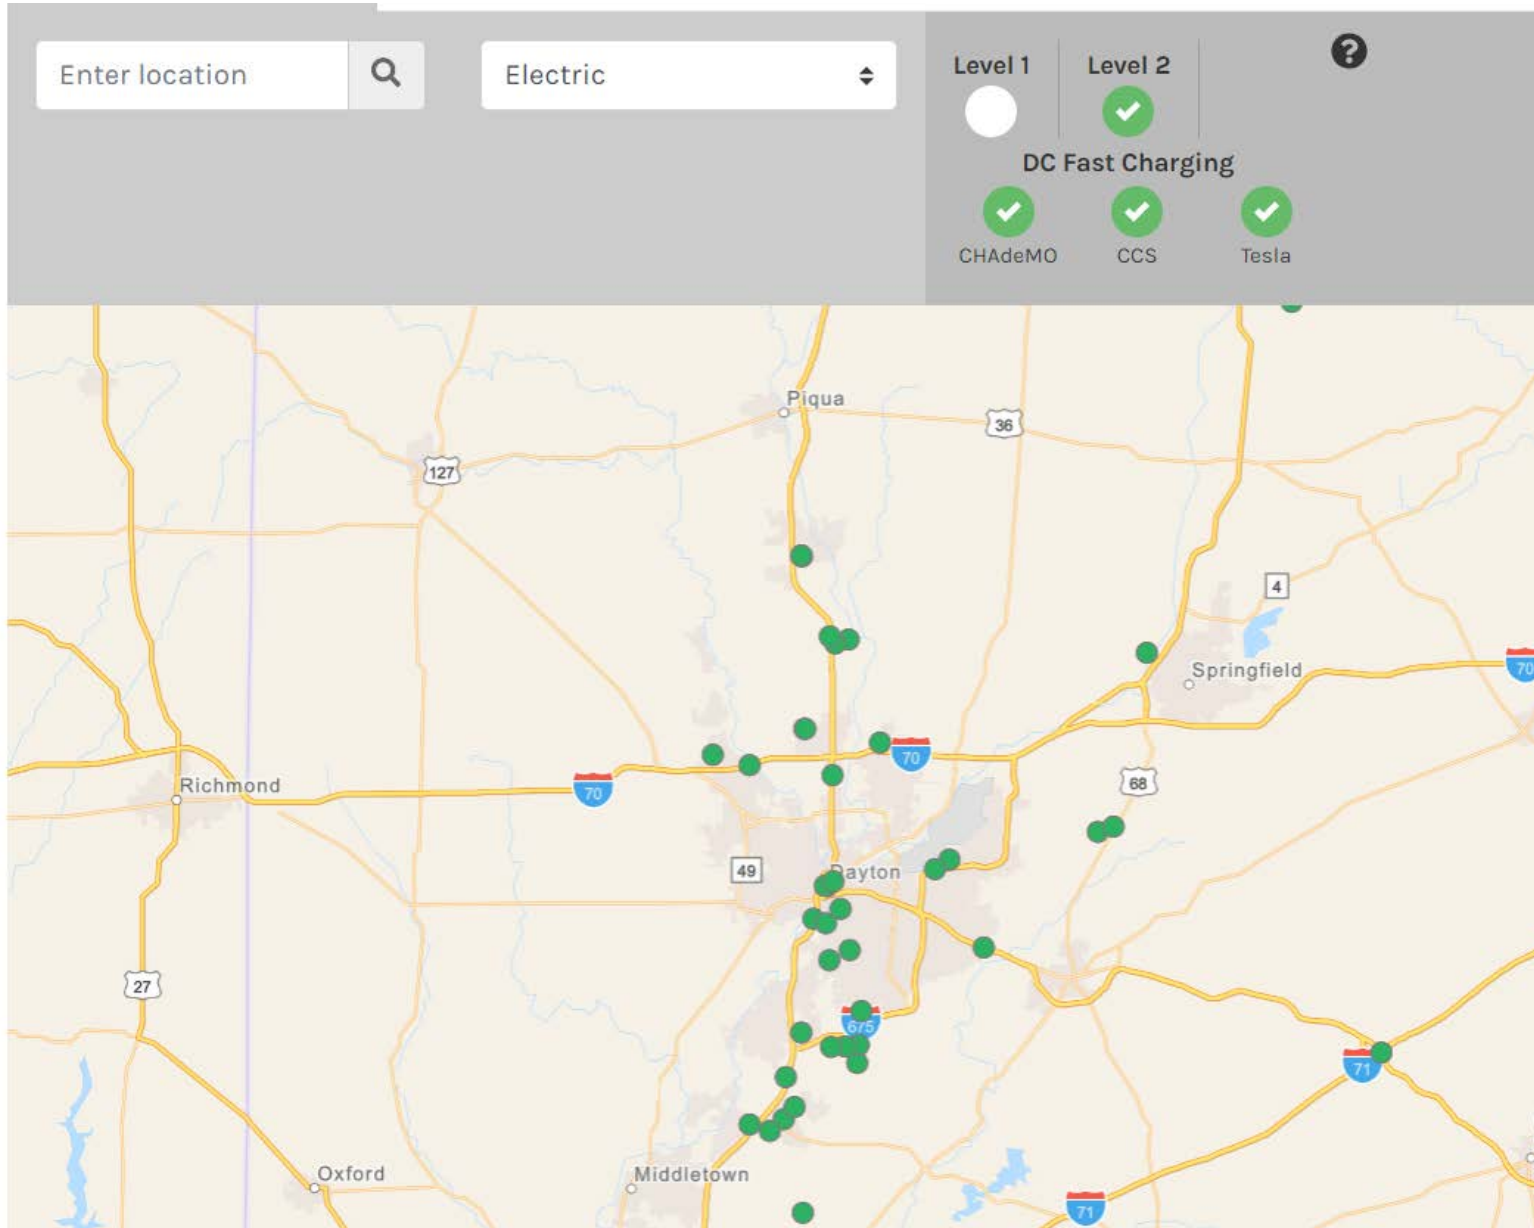 Enter location
Electric
Level 1 Level 2
?
DC Fast Charging
CHAdeMO CCS Tesla
Piqua
36
127
4
70
Springfield
70
70
68
Richmond
49
Dayton
27
675
71
Oxford
Middletown
71